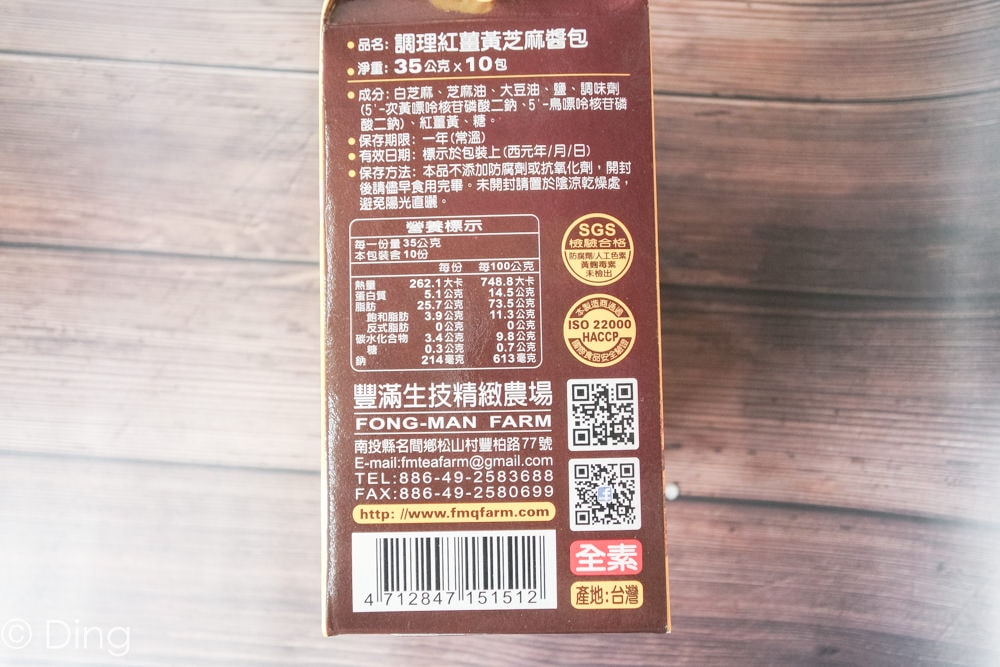 品名: 調理紅薑黃芝麻醬包
淨重: 35公克 x 10包
成分: 白芝麻、芝麻油、大豆油、鹽、調味劑
(5'-次黃嘌呤核苷磷酸二鈉、5'-鳥嘌呤核苷磷
酸二鈉)、紅薑黃、糖。
保存期限: 一年(常溫)
有效日期: 標示於包裝上(西元年/月/日)
保存方法: 本品不添加防腐劑或抗氧化劑,開封
後請儘早食用完畢。未開封請置於陰涼乾燥處,
避免陽光直曬。
營養標示
每一份量 35公克
本包裝含 10份
每份 每100公克
熱量 262.1大卡 748.8大卡
蛋白質 5.1公克 14.5公克
脂肪 25.7公克 73.5公克
飽和脂肪 3.9公克 11.3公克
反式脂肪 0公克 0公克
碳水化合物 3.4公克 9.8公克
糖 0.3公克 0.7公克
鈉 214毫克 613毫克
SGS
檢驗合格
防腐劑/人工色素
黃麴毒素
未檢出
本製造商通過
ISO 22000
HACCP
國際食品安全驗證
豐滿生技精緻農場
FONG-MAN FARM
南投縣名間鄉松山村豐柏路77號
E-mail:fmteafarm@gmail.com
TEL:886-49-2583688
FAX:886-49-2580699
http: //www.fmqfarm.com
4 712847 151512
全素
產地:台灣
© Ding